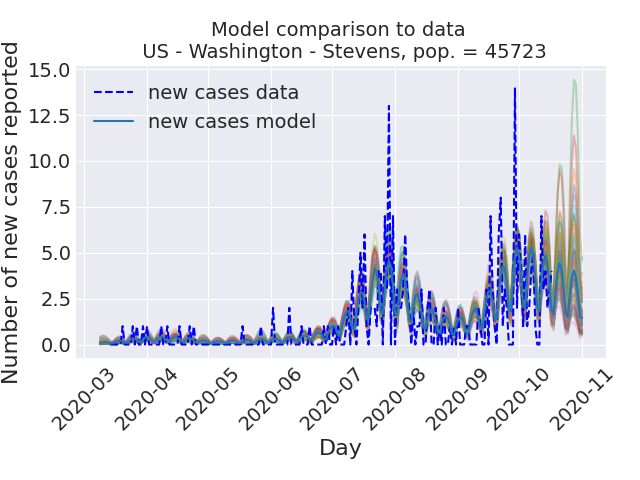 Model comparison to data
US - Washington - Stevens, pop. = 45723
Number of new cases reported
15.0
12.5
10.0
7.5
5.0
2.5
0.0
new cases data
new cases model
2020-03
2020-04
2020-05
2020-06
2020-07
2020-08
2020-09
2020-10
2020-11
Day